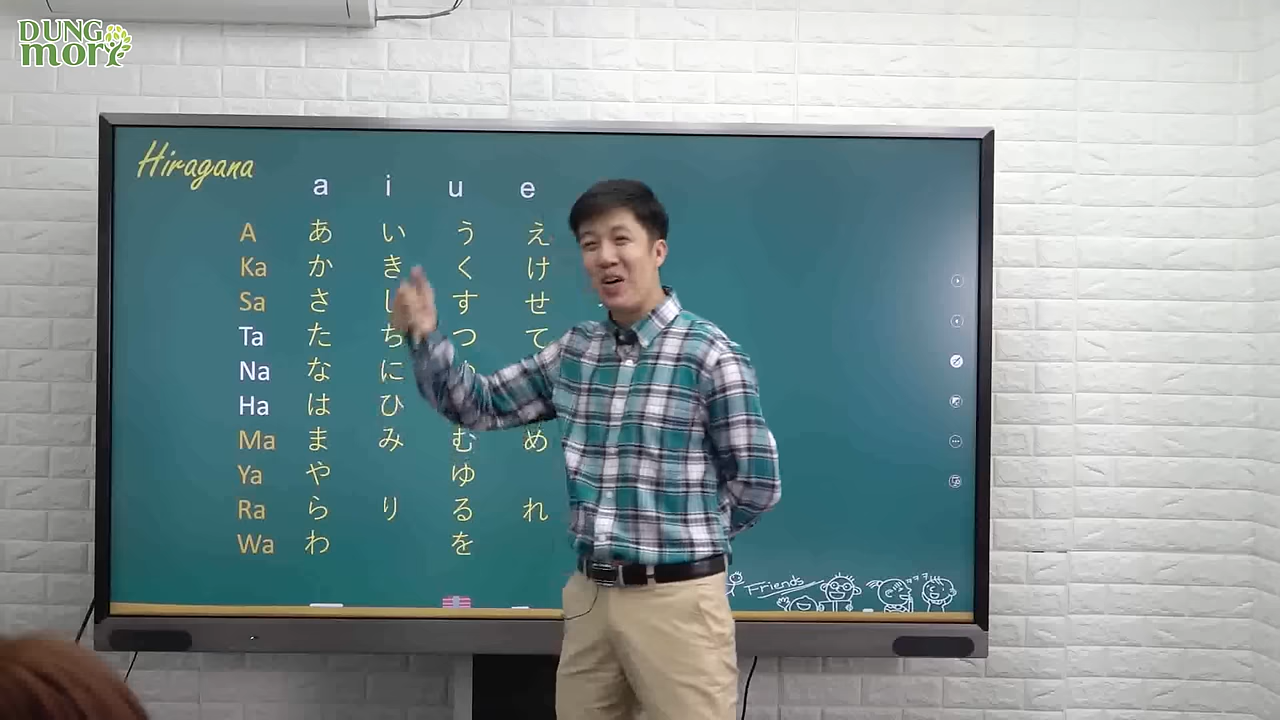 DUNG
mori
Hiragana
a i u e
A あ い う え
Ka か き く け
Sa さ し す せ
Ta た ち つ て
Na な に
Ha は ひ
Ma ま み む め
Ya や ゆ
Ra ら り る れ
Wa わ を
Friends